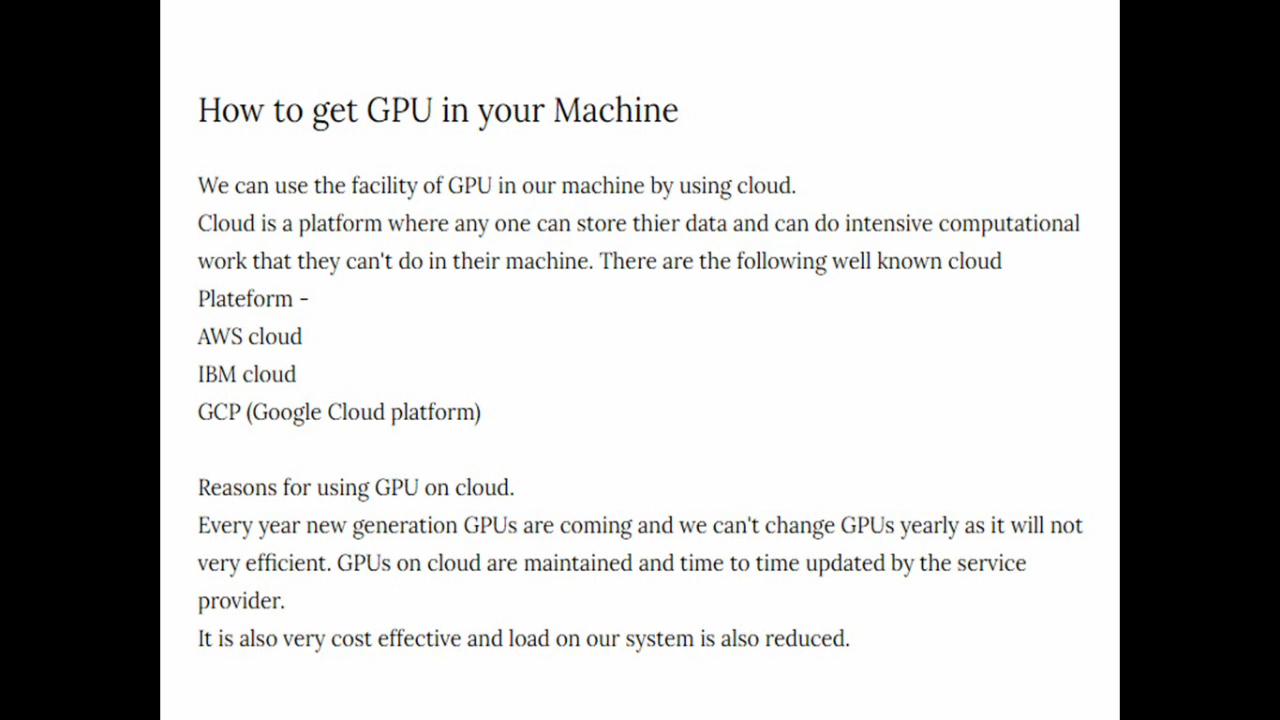 How to get GPU in your Machine
We can use the facility of GPU in our machine by using cloud.
Cloud is a platform where any one can store thier data and can do intensive computational
work that they can't do in their machine. There are the following well known cloud
Plateform -
AWS cloud
IBM cloud
GCP (Google Cloud platform)
Reasons for using GPU on cloud.
Every year new generation GPUs are coming and we can't change GPUs yearly as it will not
very efficient. GPUs on cloud are maintained and time to time updated by the service
provider.
It is also very cost effective and load on our system is also reduced.